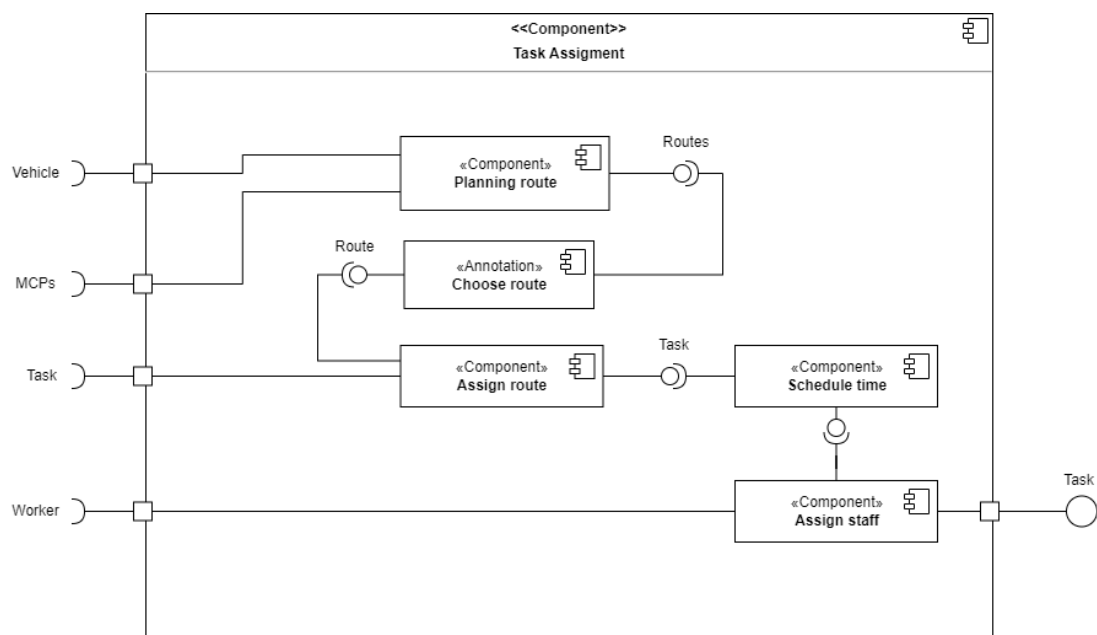 <<Component>>
Task Assigment
Routes
Vehicle
«Component»
Planning route
Route
«Annotation»
Choose route
MCPs
Task
Task
«Component»
Assign route
«Component»
Schedule time
Worker
«Component»
Assign staff
Task